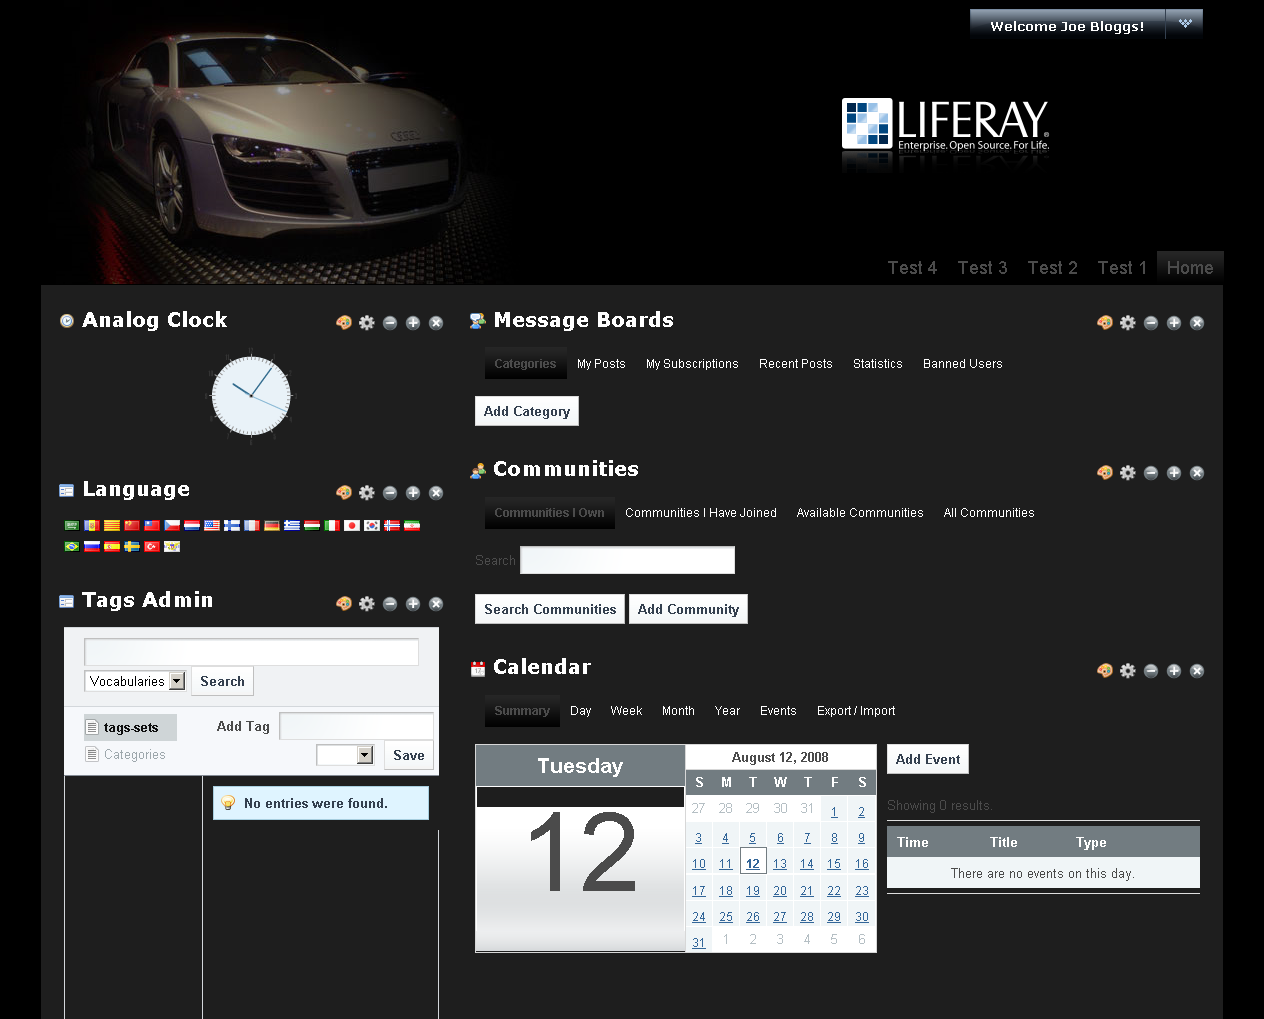 Welcome Joe Bloggs!
LIFERAY
Enterprise. Open Source. For Life.
Test 4 Test 3 Test 2 Test 1 Home
Analog Clock
Language
Tags Admin
Vocabularies Search
tags-sets Add Tag
Categories Save
No entries were found.
Message Boards
Categories My Posts My Subscriptions Recent Posts Statistics Banned Users
Add Category
Communities
Communities I Own Communities I Have Joined Available Communities All Communities
Search
Search Communities Add Community
Calendar
Summary Day Week Month Year Events Export / Import
Tuesday
12
August 12, 2008
S M T W T F S
27 28 29 30 31 1 2
3 4 5 6 7 8 9
10 11 12 13 14 15 16
17 18 19 20 21 22 23
24 25 26 27 28 29 30
31 1 2 3 4 5 6
Add Event
Showing 0 results.
Time Title Type
There are no events on this day.